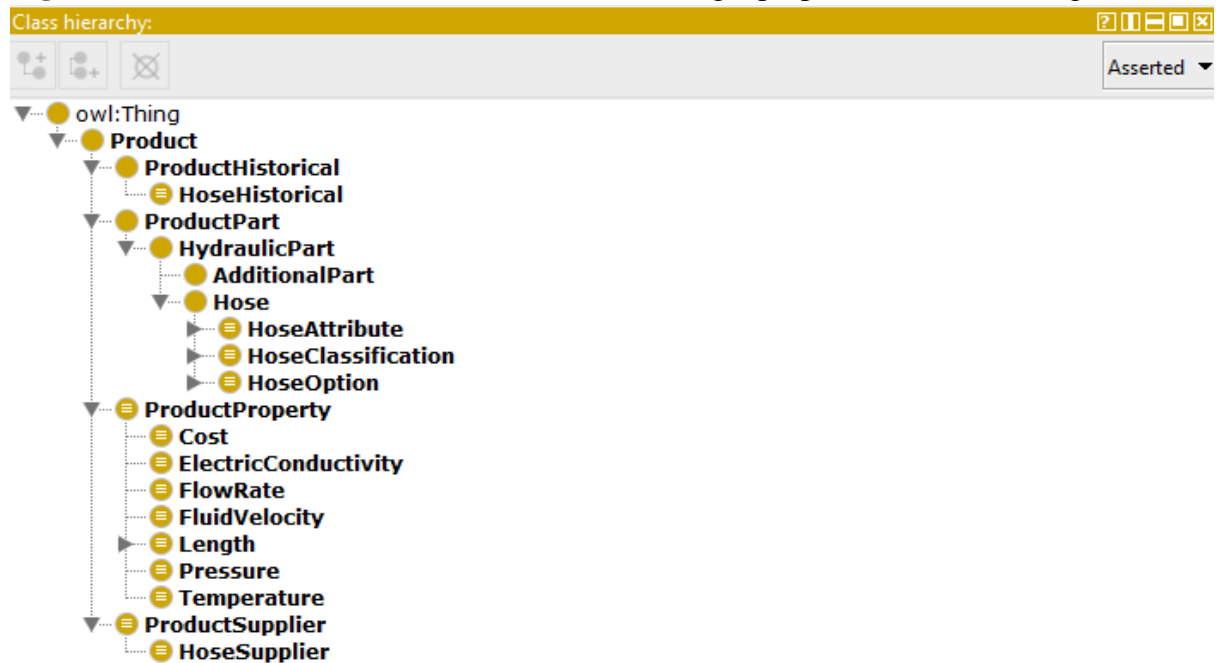 Class hierarchy:
Asserted
owl:Thing
Product
ProductHistorical
HoseHistorical
ProductPart
HydraulicPart
AdditionalPart
Hose
HoseAttribute
HoseClassification
HoseOption
ProductProperty
Cost
ElectricConductivity
FlowRate
FluidVelocity
Length
Pressure
Temperature
ProductSupplier
HoseSupplier